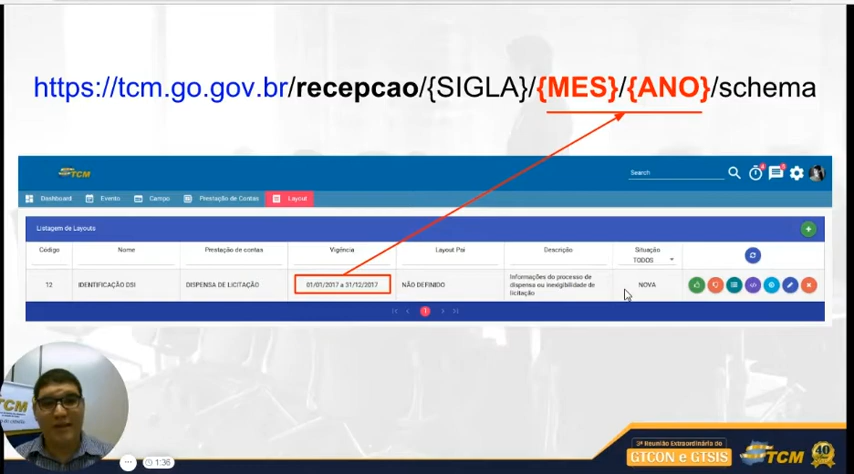 https://tcm.go.gov.br/recepcao/{SIGLA}/{MES}/{ANO}/schema
TCM
Search
Dashboard Evento Campo Prestação de Contas Layout
Listagem de Layouts
Código Nome Prestação de contas Vigência Layout Pai Descrição Situação
TODOS
12 IDENTIFICAÇÃO DSI DISPENSA DE LICITAÇÃO 01/01/2017 a 31/12/2017 NÃO DEFINIDO Informações do processo de dispensa ou inexigibilidade de licitação NOVA
1
TCM
1:36
3ª Reunião Extraordinária do
GTCON e GTSIS
TCM
40